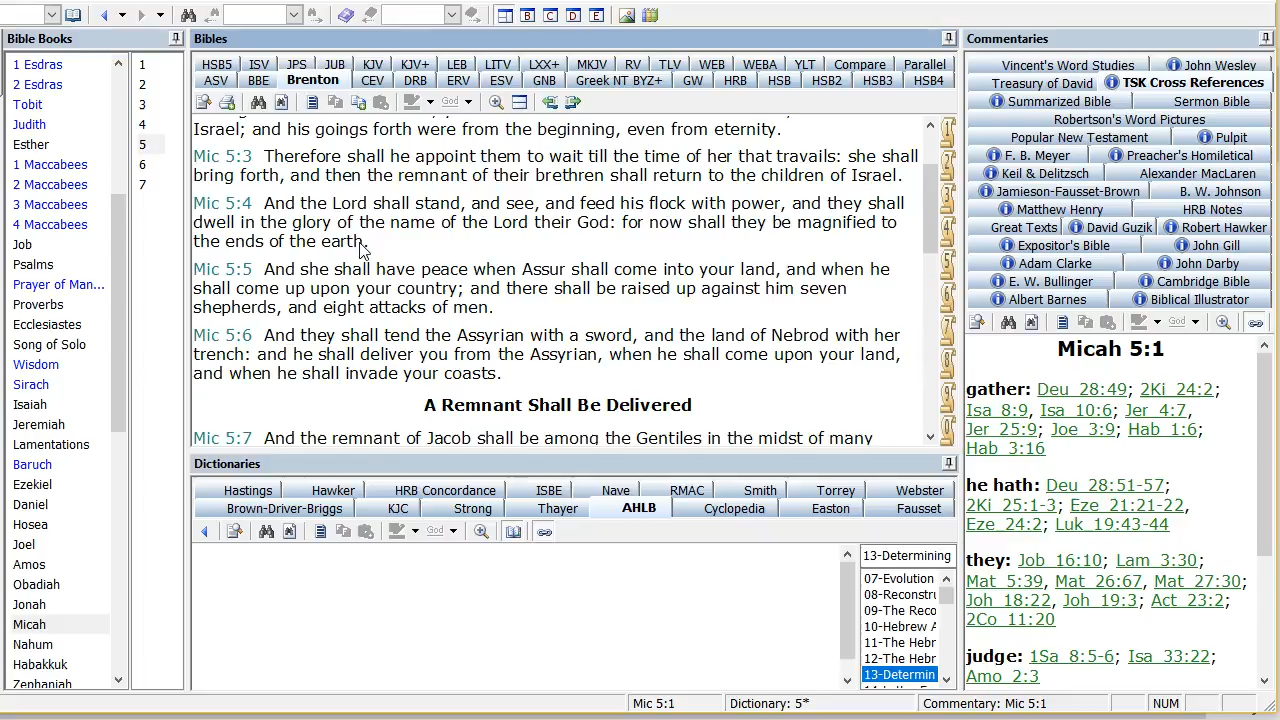 B C D E
Bible Books
1 Esdras
2 Esdras
Tobit
Judith
Esther
1 Maccabees
2 Maccabees
3 Maccabees
4 Maccabees
Job
Psalms
Prayer of Man...
Proverbs
Ecclesiastes
Song of Solo
Wisdom
Sirach
Isaiah
Jeremiah
Lamentations
Baruch
Ezekiel
Daniel
Hosea
Joel
Amos
Obadiah
Jonah
Micah
Nahum
Habakkuk
Zephaniah
1
2
3
4
5
6
7
Bibles
HSB5 ISV JPS JUB KJV KJV+ LEB LITV LXX+ MKJV RV TLV WEB WEBA YLT Compare Parallel
ASV BBE Brenton CEV DRB ERV ESV GNB Greek NT BYZ+ GW HRB HSB HSB2 HSB3 HSB4
God
Israel; and his goings forth were from the beginning, even from eternity.
Mic 5:3 Therefore shall he appoint them to wait till the time of her that travails: she shall
bring forth, and then the remnant of their brethren shall return to the children of Israel.
Mic 5:4 And the Lord shall stand, and see, and feed his flock with power, and they shall
dwell in the glory of the name of the Lord their God: for now shall they be magnified to
the ends of the earth.
Mic 5:5 And she shall have peace when Assur shall come into your land, and when he
shall come up upon your country; and there shall be raised up against him seven
shepherds, and eight attacks of men.
Mic 5:6 And they shall tend the Assyrian with a sword, and the land of Nebrod with her
trench: and he shall deliver you from the Assyrian, when he shall come upon your land,
and when he shall invade your coasts.
A Remnant Shall Be Delivered
Mic 5:7 And the remnant of Jacob shall be among the Gentiles in the midst of many
1
2
3
4
5
6
7
8
9
0
Dictionaries
Hastings Hawker HRB Concordance ISBE Nave RMAC Smith Torrey Webster
Brown-Driver-Briggs KJC Strong Thayer AHLB Cyclopedia Easton Fausset
God
13-Determining
07-Evolution
08-Reconstru
09-The Reco
10-Hebrew A
11-The Hebr
12-The Hebr
13-Determin
Commentaries
Vincent's Word Studies John Wesley
Treasury of David TSK Cross References
Summarized Bible Sermon Bible
Robertson's Word Pictures
Popular New Testament Pulpit
F. B. Meyer Preacher's Homiletical
Keil & Delitzsch Alexander MacLaren
Jamieson-Fausset-Brown B. W. Johnson
Matthew Henry HRB Notes
Great Texts David Guzik Robert Hawker
Expositor's Bible John Gill
Adam Clarke John Darby
E. W. Bullinger Cambridge Bible
Albert Barnes Biblical Illustrator
God
Micah 5:1
gather: Deu 28:49; 2Ki 24:2;
Isa 8:9, Isa 10:6; Jer 4:7,
Jer 25:9; Joe 3:9; Hab 1:6;
Hab 3:16
he hath: Deu 28:51-57;
2Ki 25:1-3; Eze 21:21-22,
Eze 24:2; Luk 19:43-44
they: Job 16:10; Lam 3:30;
Mat 5:39, Mat 26:67, Mat 27:30;
Joh 18:22, Joh 19:3; Act 23:2;
2Co 11:20
judge: 1Sa 8:5-6; Isa 33:22;
Amo 2:3
Mic 5:1 Dictionary: 5* Commentary: Mic 5:1 NUM